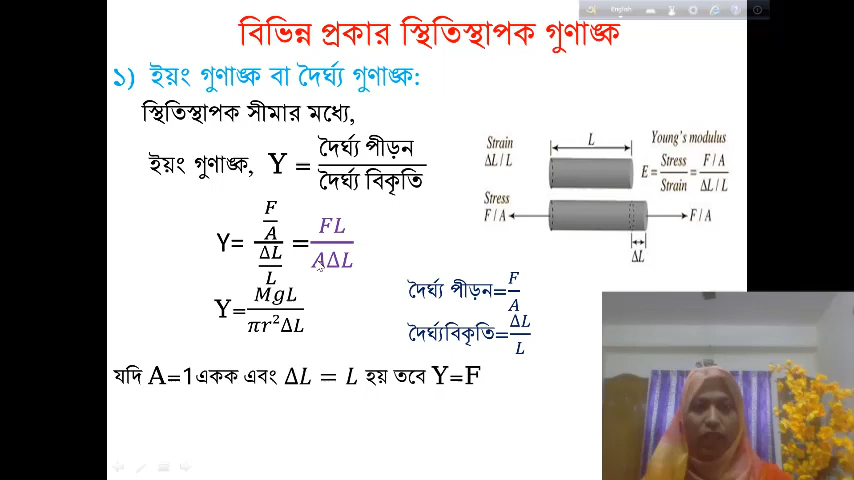 English
বিভিন্ন প্রকার স্থিতিস্থাপক গুণাঙ্ক
১) ইয়ং গুণাঙ্ক বা দৈর্ঘ্য গুণাঙ্ক:
স্থিতিস্থাপক সীমার মধ্যে,
ইয়ং গুণাঙ্ক, Y = দৈর্ঘ্য পীড়ন / দৈর্ঘ্য বিকৃতি
Y= (F/A) / (ΔL/L) = FL / AΔL
Y= MgL / πr²ΔL
যদি A=1একক এবং ΔL = L হয় তবে Y=F
দৈর্ঘ্য পীড়ন= F/A
দৈর্ঘ্যবিকৃতি= ΔL/L
Strain
ΔL / L
L
Young's modulus
E = Stress / Strain = F / A / ΔL / L
Stress
F / A
F / A
ΔL